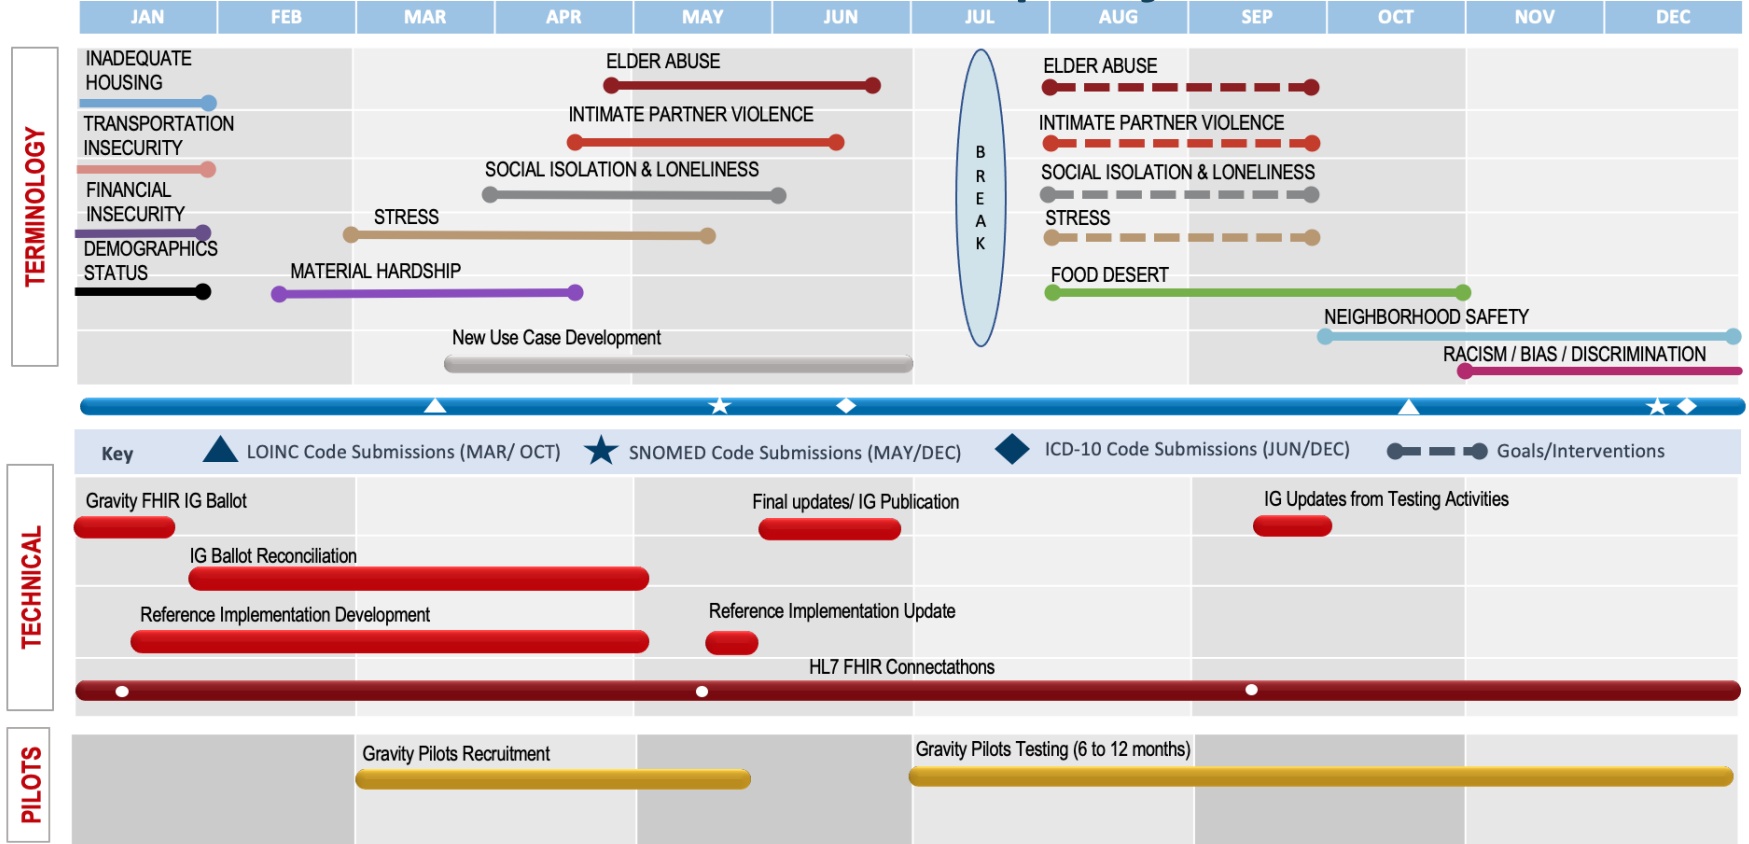 JAN FEB MAR APR MAY JUN JUL AUG SEP OCT NOV DEC
TERMINOLOGY
INADEQUATE
HOUSING
TRANSPORTATION
INSECURITY
FINANCIAL
INSECURITY
DEMOGRAPHICS
STATUS
ELDER ABUSE
INTIMATE PARTNER VIOLENCE
SOCIAL ISOLATION & LONELINESS
STRESS
MATERIAL HARDSHIP
New Use Case Development
BREAK
ELDER ABUSE
INTIMATE PARTNER VIOLENCE
SOCIAL ISOLATION & LONELINESS
STRESS
FOOD DESERT
NEIGHBORHOOD SAFETY
RACISM / BIAS / DISCRIMINATION
Key LOINC Code Submissions (MAR/ OCT) SNOMED Code Submissions (MAY/DEC) ICD-10 Code Submissions (JUN/DEC) Goals/Interventions
TECHNICAL
Gravity FHIR IG Ballot
Final updates/ IG Publication
IG Updates from Testing Activities
IG Ballot Reconciliation
Reference Implementation Development
Reference Implementation Update
HL7 FHIR Connectathons
PILOTS
Gravity Pilots Recruitment
Gravity Pilots Testing (6 to 12 months)